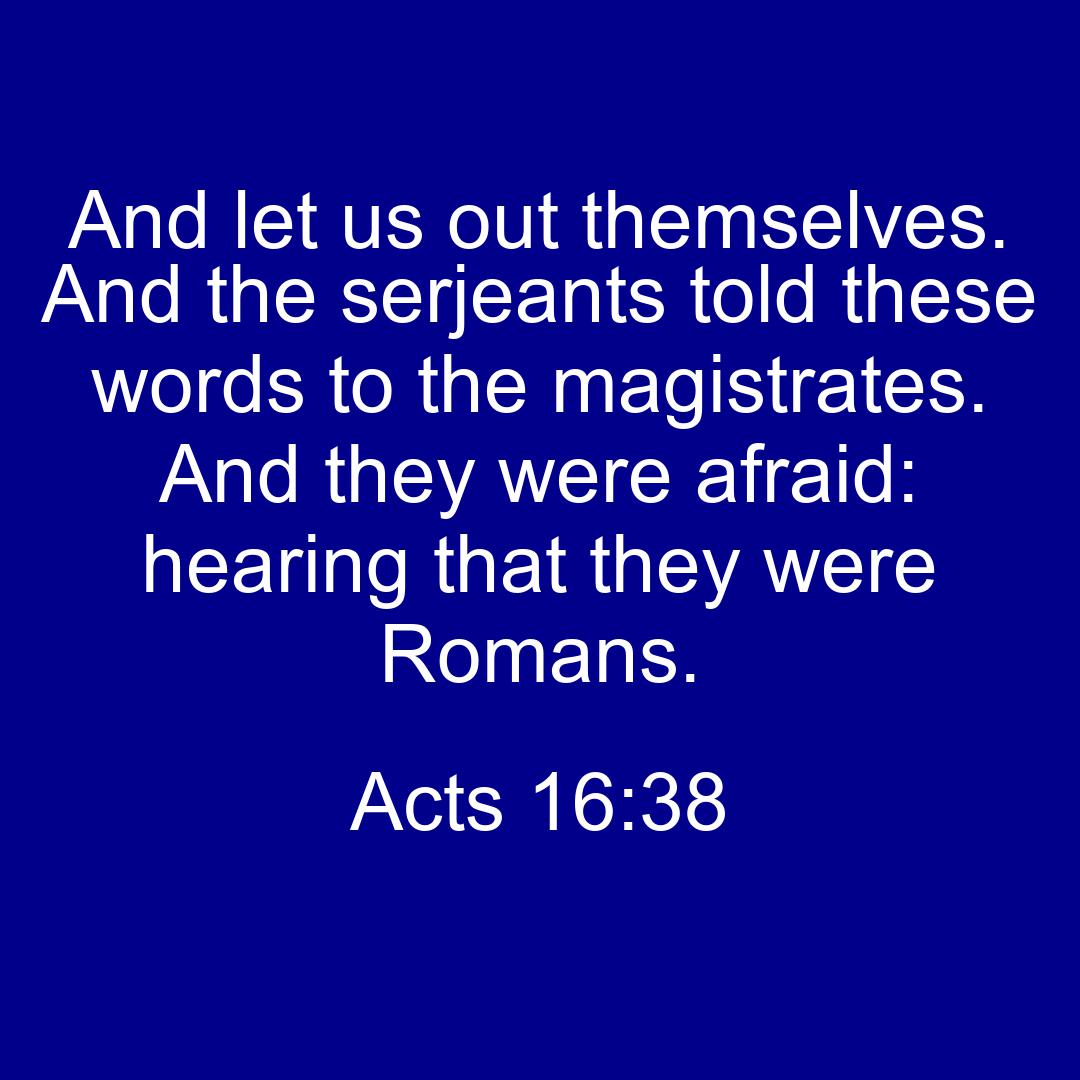 And let us out themselves.
And the serjeants told these
words to the magistrates.
And they were afraid:
hearing that they were
Romans.
Acts 16:38